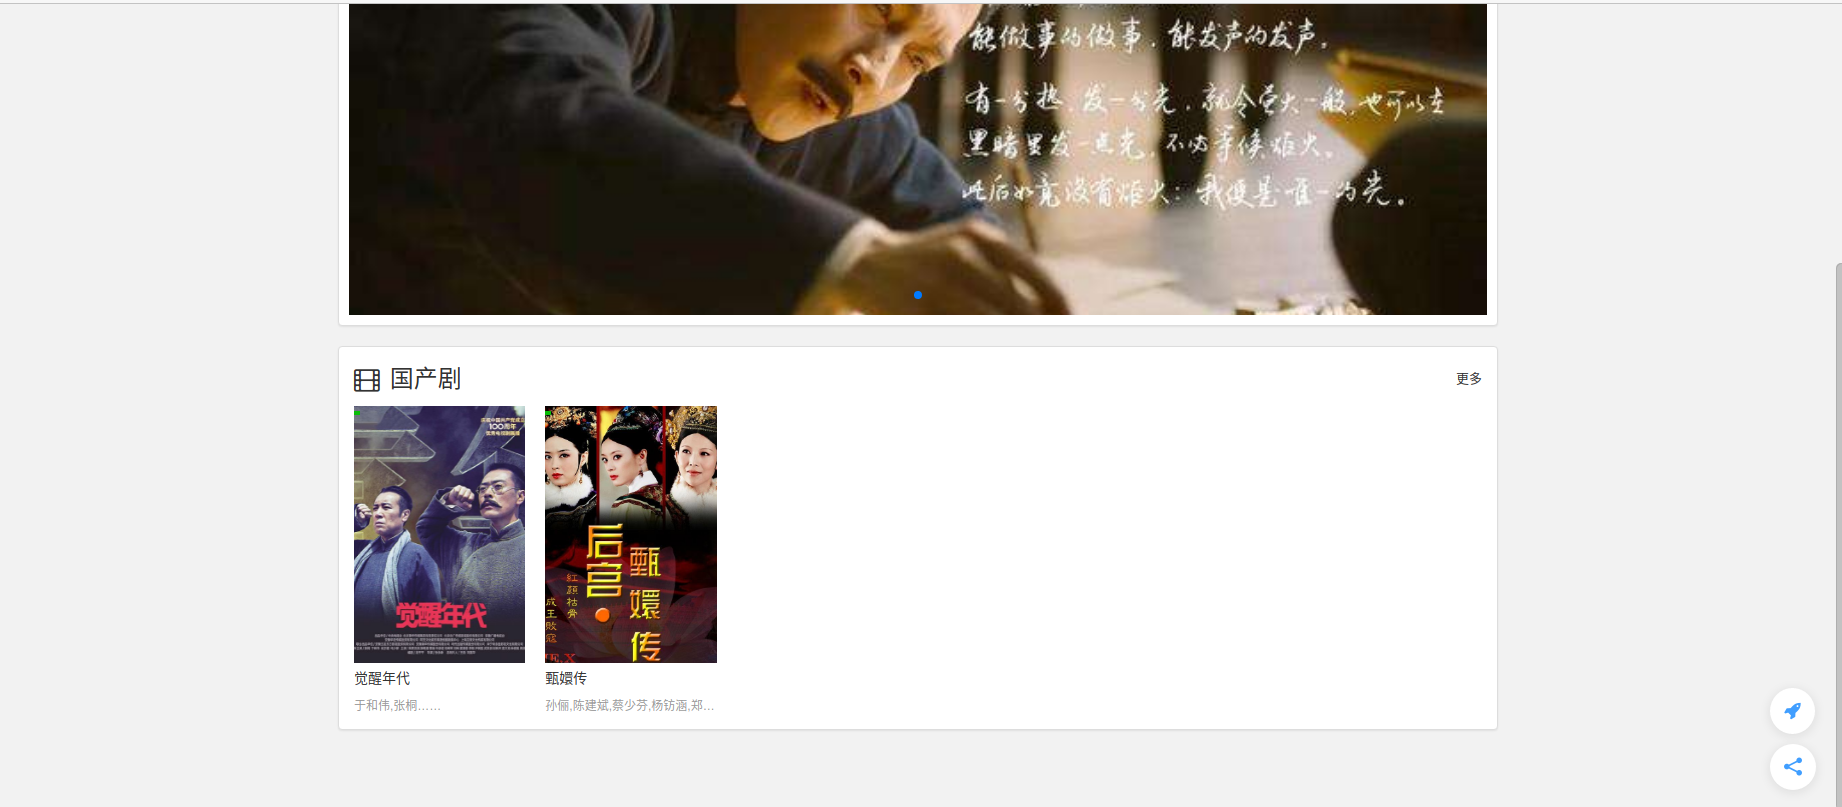 能做事的做事，能发声的发声。
有一分热，发一分光，就令萤火一般，也可以在
黑暗里发一点光，不必等候炬火。
此后如竟没有炬火：我便是唯一的光。
国产剧
更多
100周年
觉醒年代
后宫
甄嬛传
红颜枯骨
成王败寇
觉醒年代
甄嬛传
于和伟,张桐……
孙俪,陈建斌,蔡少芬,杨钫涵,郑...